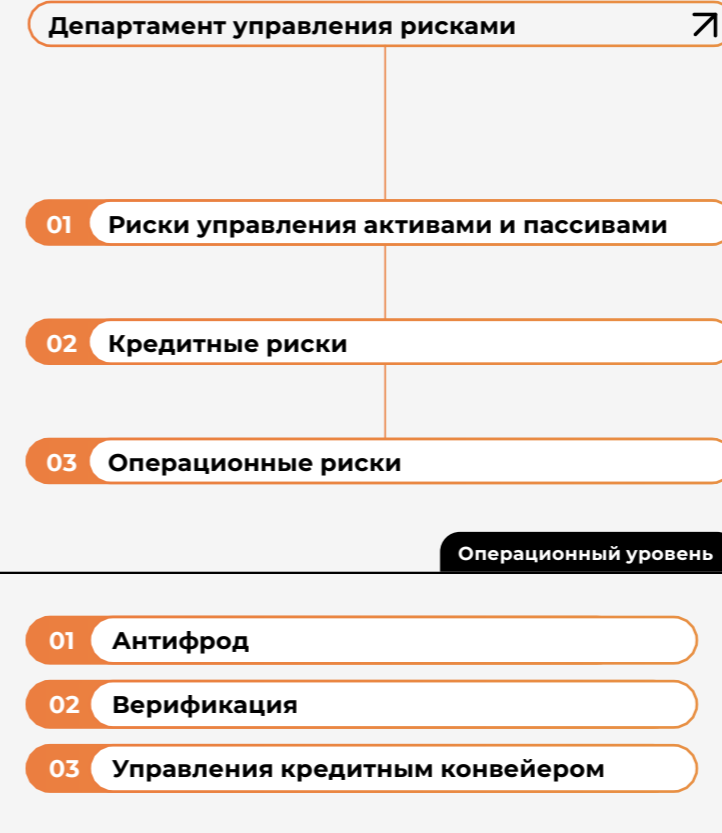 Департамент управления рисками
01 Риски управления активами и пассивами
02 Кредитные риски
03 Операционные риски
Операционный уровень
01 Антифрод
02 Верификация
03 Управления кредитным конвейером